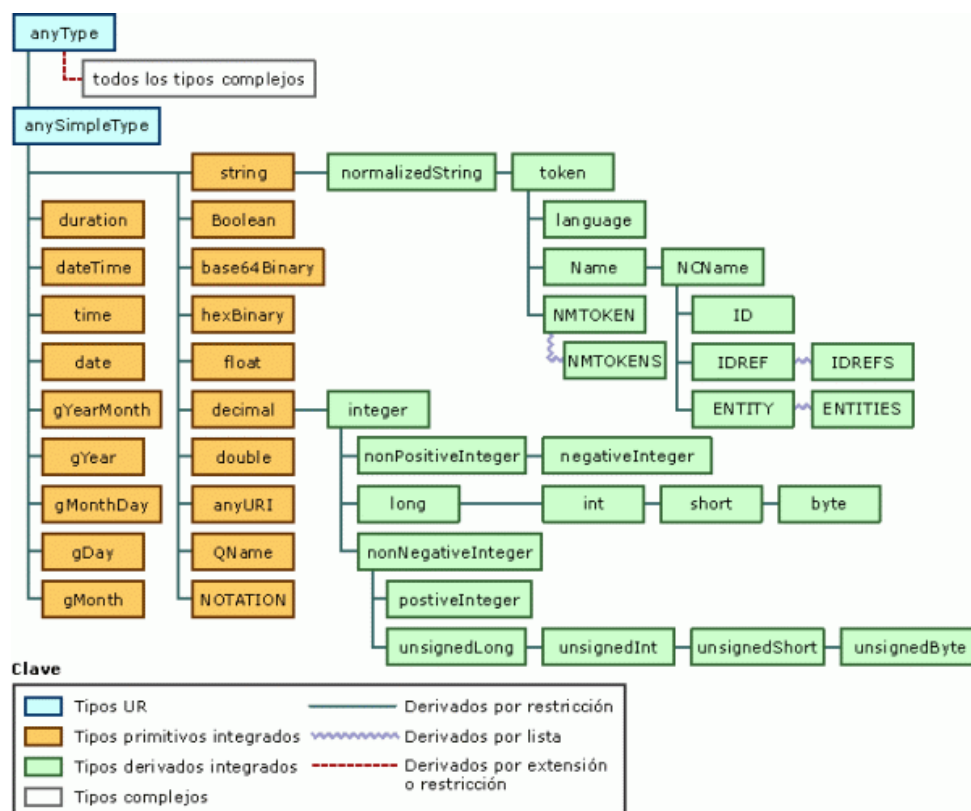 anyType
todos los tipos complejos
anySimpleType
string normalizedString token
duration Boolean language
dateTime base64Binary Name NCName
time hexBinary NMTOKEN ID
date float NMTOKENS IDREF IDREFS
gYearMonth decimal integer ENTITY ENTITIES
gYear double nonPositiveInteger negativeInteger
gMonthDay anyURI long int short byte
gDay QName nonNegativeInteger
gMonth NOTATION postiveInteger
unsignedLong unsignedInt unsignedShort unsignedByte
Clave
Tipos UR Derivados por restricción
Tipos primitivos integrados Derivados por lista
Tipos derivados integrados Derivados por extensión
o restricción
Tipos complejos